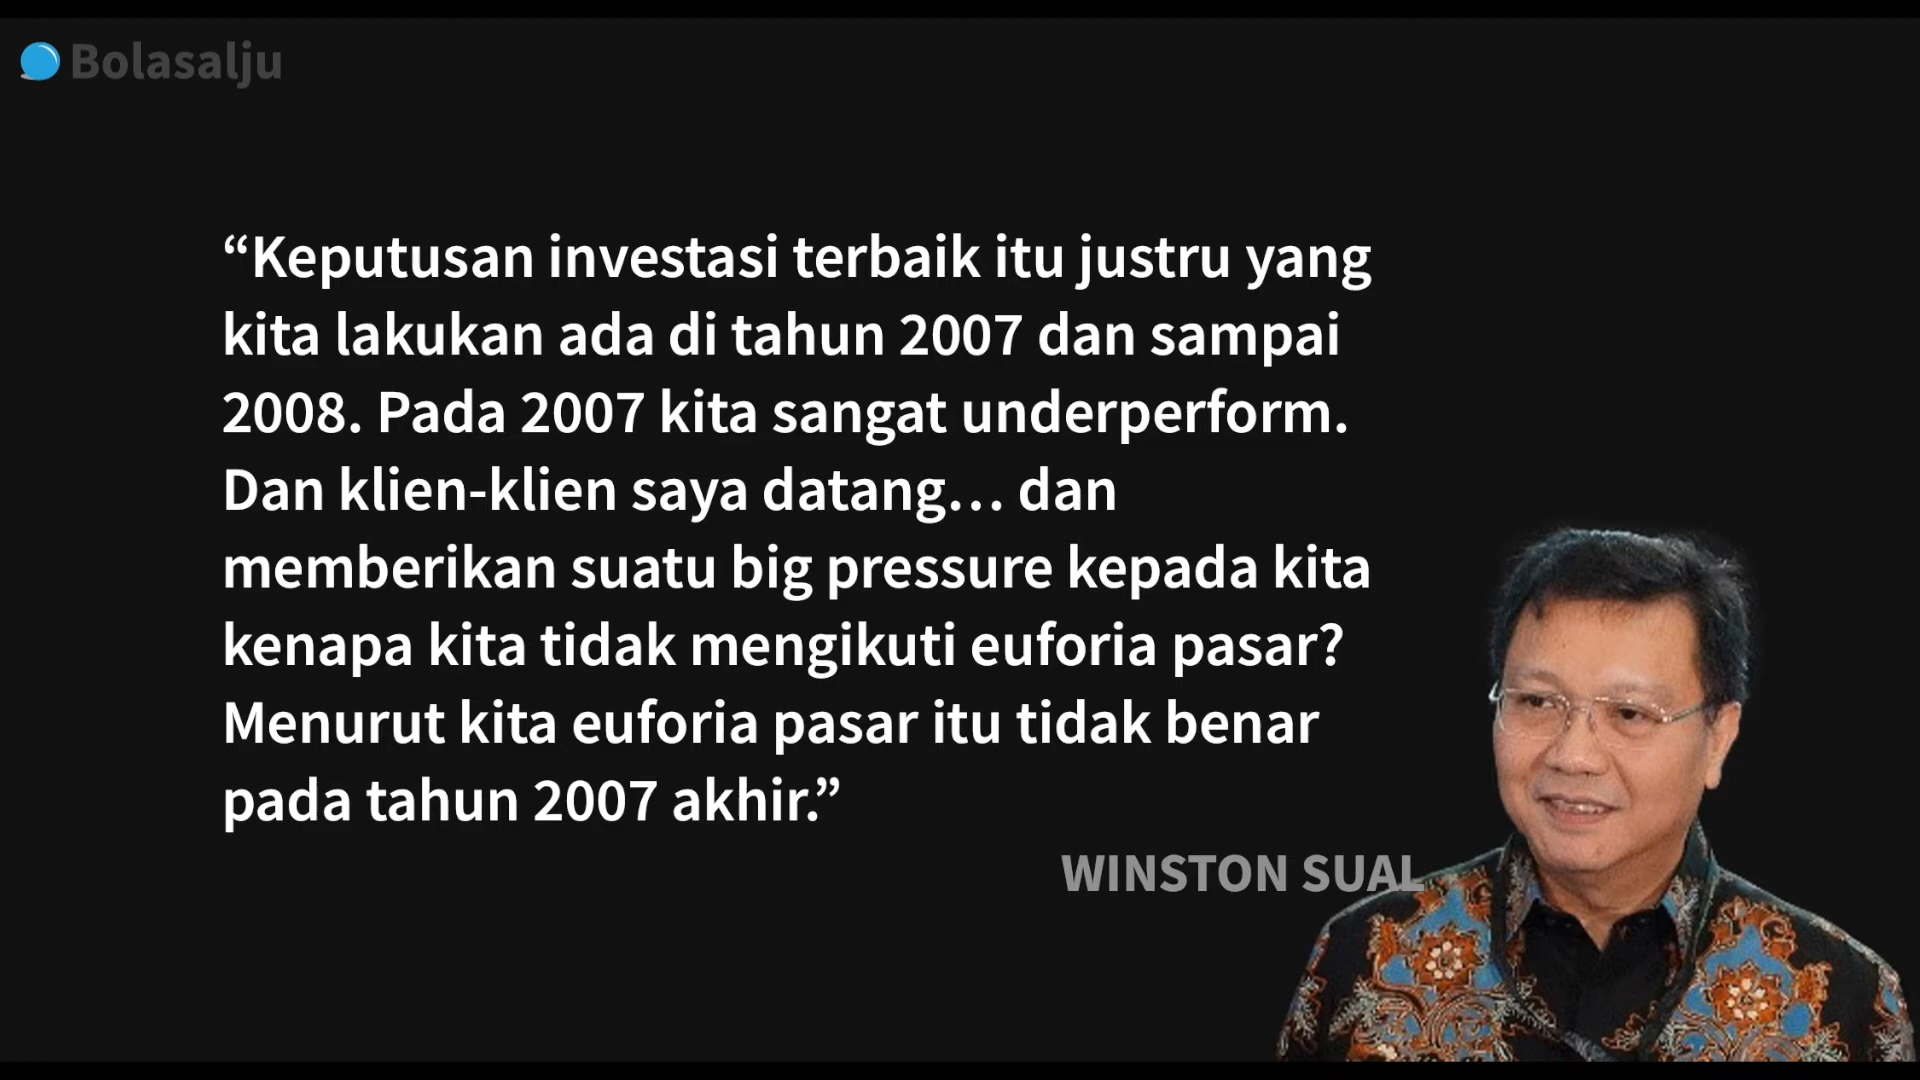 Bolasalju
“Keputusan investasi terbaik itu justru yang
kita lakukan ada di tahun 2007 dan sampai
2008. Pada 2007 kita sangat underperform.
Dan klien-klien saya datang… dan
memberikan suatu big pressure kepada kita
kenapa kita tidak mengikuti euforia pasar?
Menurut kita euforia pasar itu tidak benar
pada tahun 2007 akhir.”
WINSTON SUAL